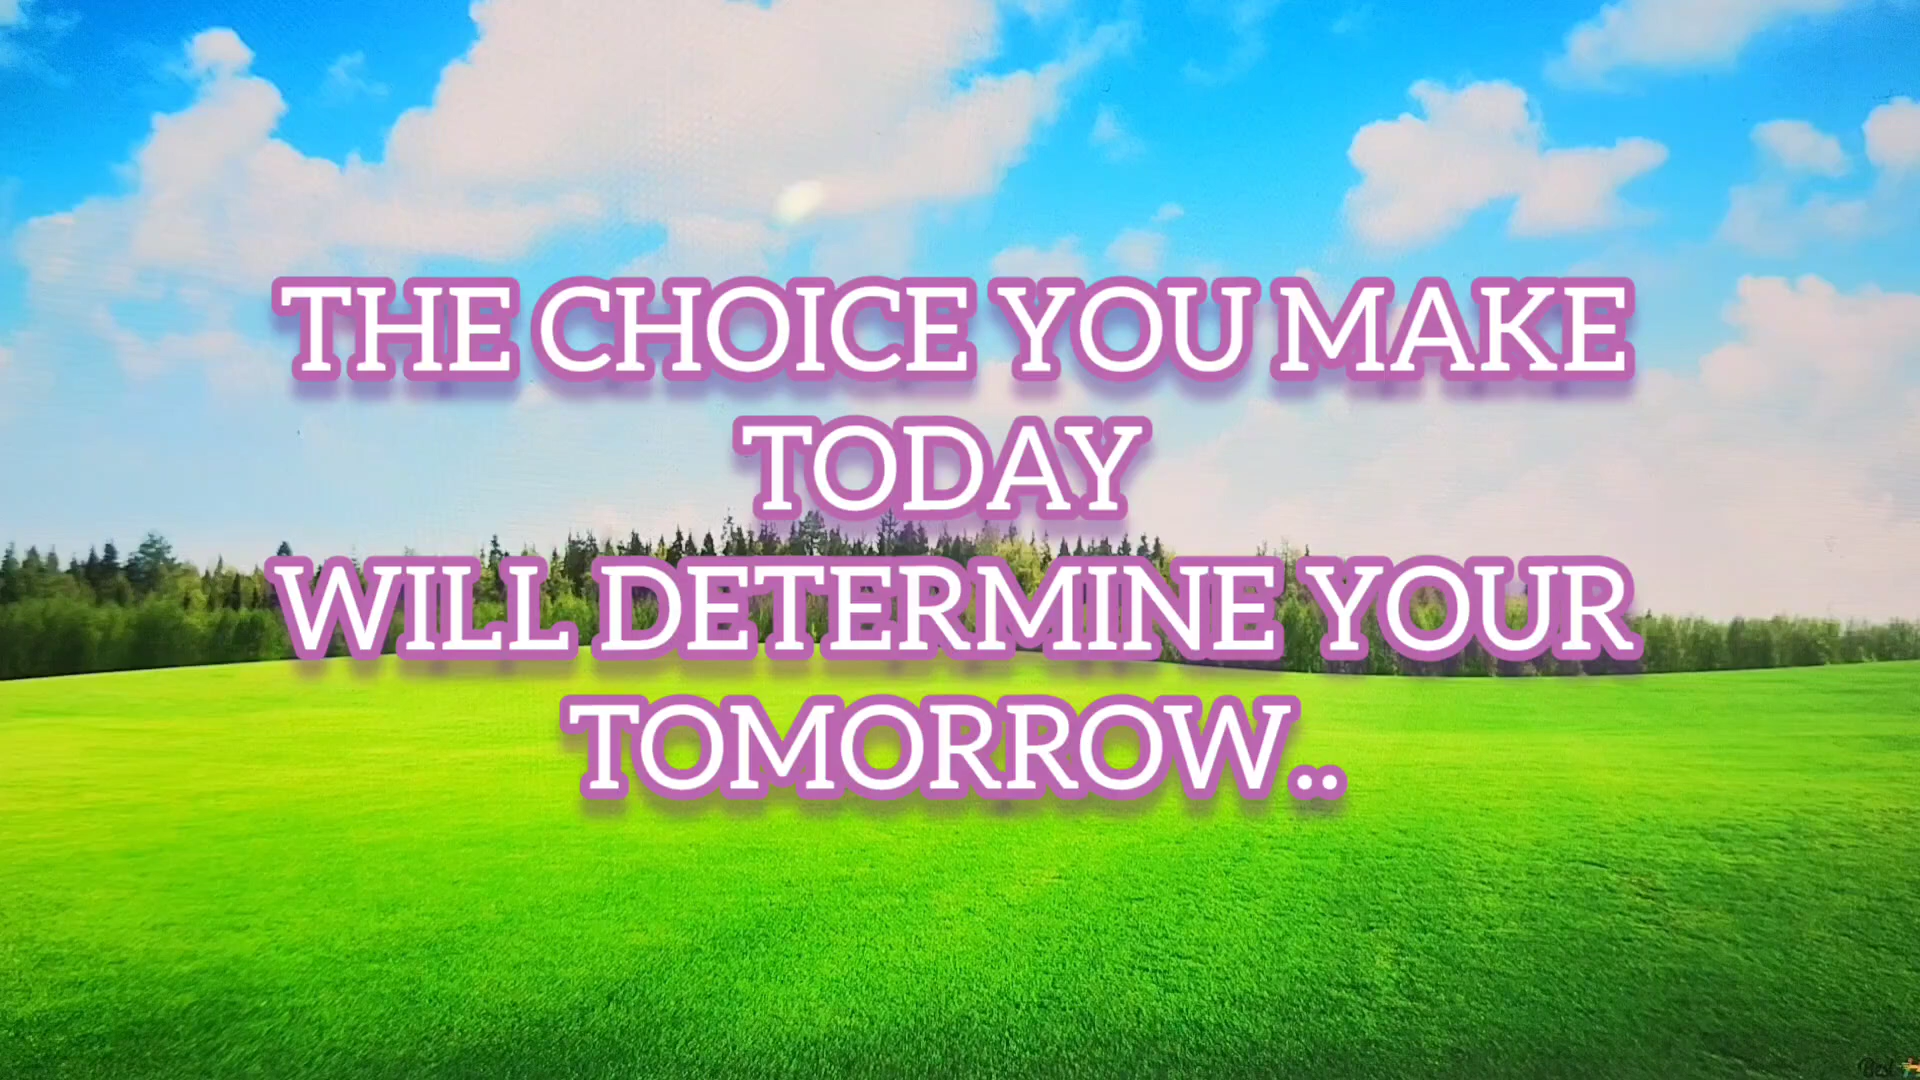 THE CHOICE YOU MAKE
TODAY
WILL DETERMINE YOUR
TOMORROW..